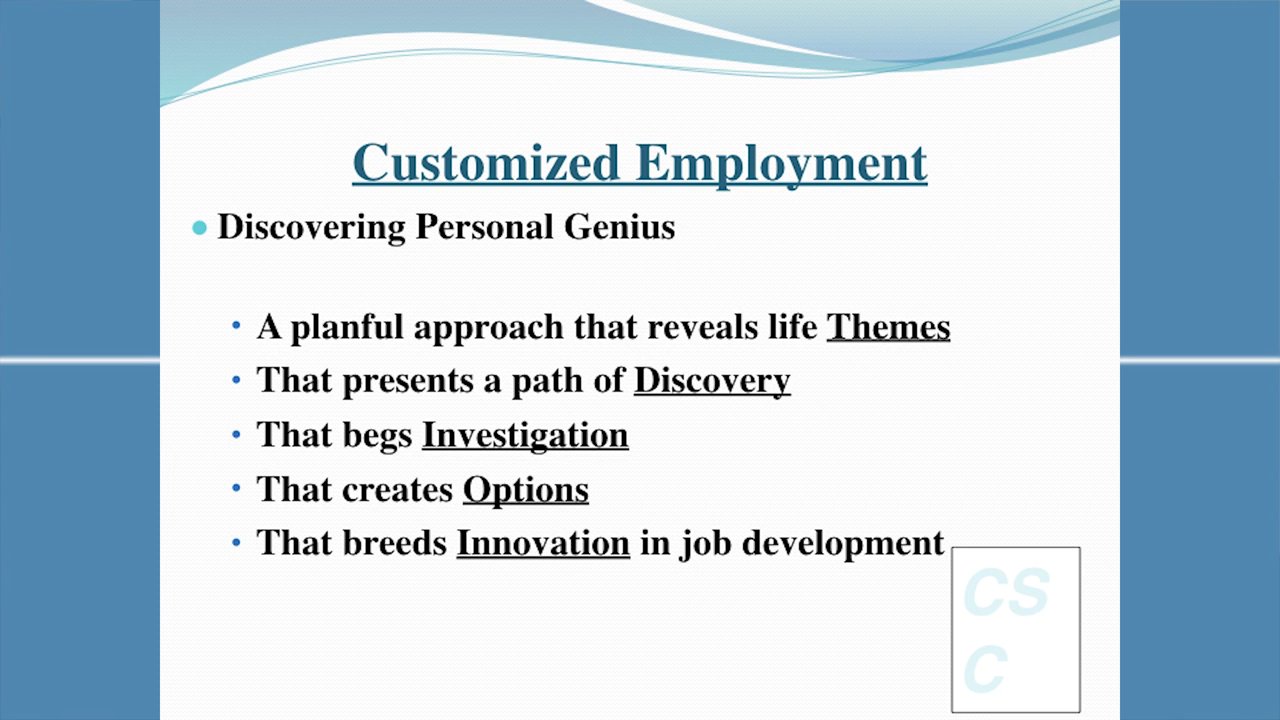 Customized Employment
Discovering Personal Genius
A planful approach that reveals life Themes
That presents a path of Discovery
That begs Investigation
That creates Options
That breeds Innovation in job development
CS
C